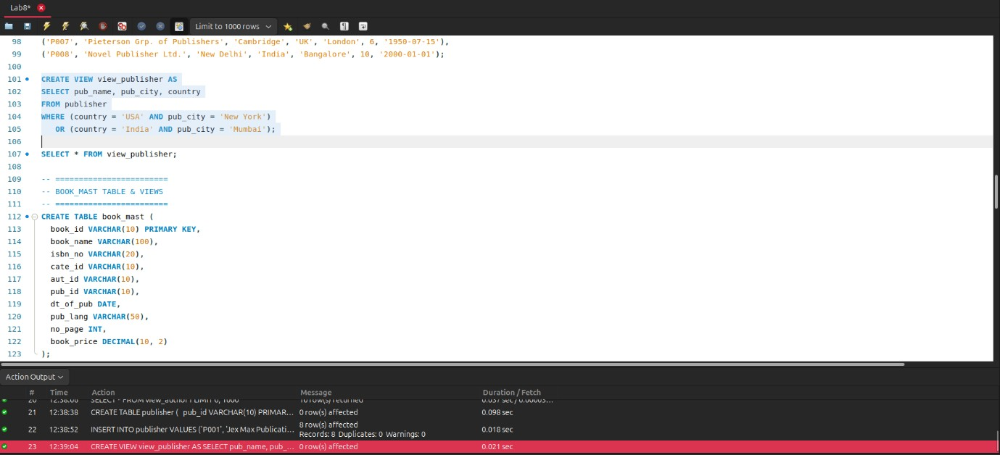 Lab8*
Limit to 1000 rows
98 ('P007', 'Pieterson Grp. of Publishers', 'Cambridge', 'UK', 'London', 6, '1950-07-15'),
99 ('P008', 'Novel Publisher Ltd.', 'New Delhi', 'India', 'Bangalore', 10, '2000-01-01');
100
101 CREATE VIEW view_publisher AS
102 SELECT pub_name, pub_city, country
103 FROM publisher
104 WHERE (country = 'USA' AND pub_city = 'New York')
105 OR (country = 'India' AND pub_city = 'Mumbai');
106
107 SELECT * FROM view_publisher;
108
109 -- ========================
110 -- BOOK_MAST TABLE & VIEWS
111 -- ========================
112 CREATE TABLE book_mast (
113 book_id VARCHAR(10) PRIMARY KEY,
114 book_name VARCHAR(100),
115 isbn_no VARCHAR(20),
116 cate_id VARCHAR(10),
117 aut_id VARCHAR(10),
118 pub_id VARCHAR(10),
119 dt_of_pub DATE,
120 pub_lang VARCHAR(50),
121 no_page INT,
122 book_price DECIMAL(10, 2)
123 );
Action Output
# Time Action Message Duration / Fetch
20 12:38:06 SELECT * FROM view_author1 LIMIT 0, 1000 10 row(s) returned
21 12:38:38 CREATE TABLE publisher ( pub_id VARCHAR(10) PRIMAR... 0 row(s) affected 0.098 sec
22 12:38:52 INSERT INTO publisher VALUES ('P001', 'Jex Max Publicati... 8 row(s) affected
Records: 8 Duplicates: 0 Warnings: 0 0.018 sec
23 12:39:04 CREATE VIEW view_publisher AS SELECT pub_name, pub_... 0 row(s) affected 0.021 sec